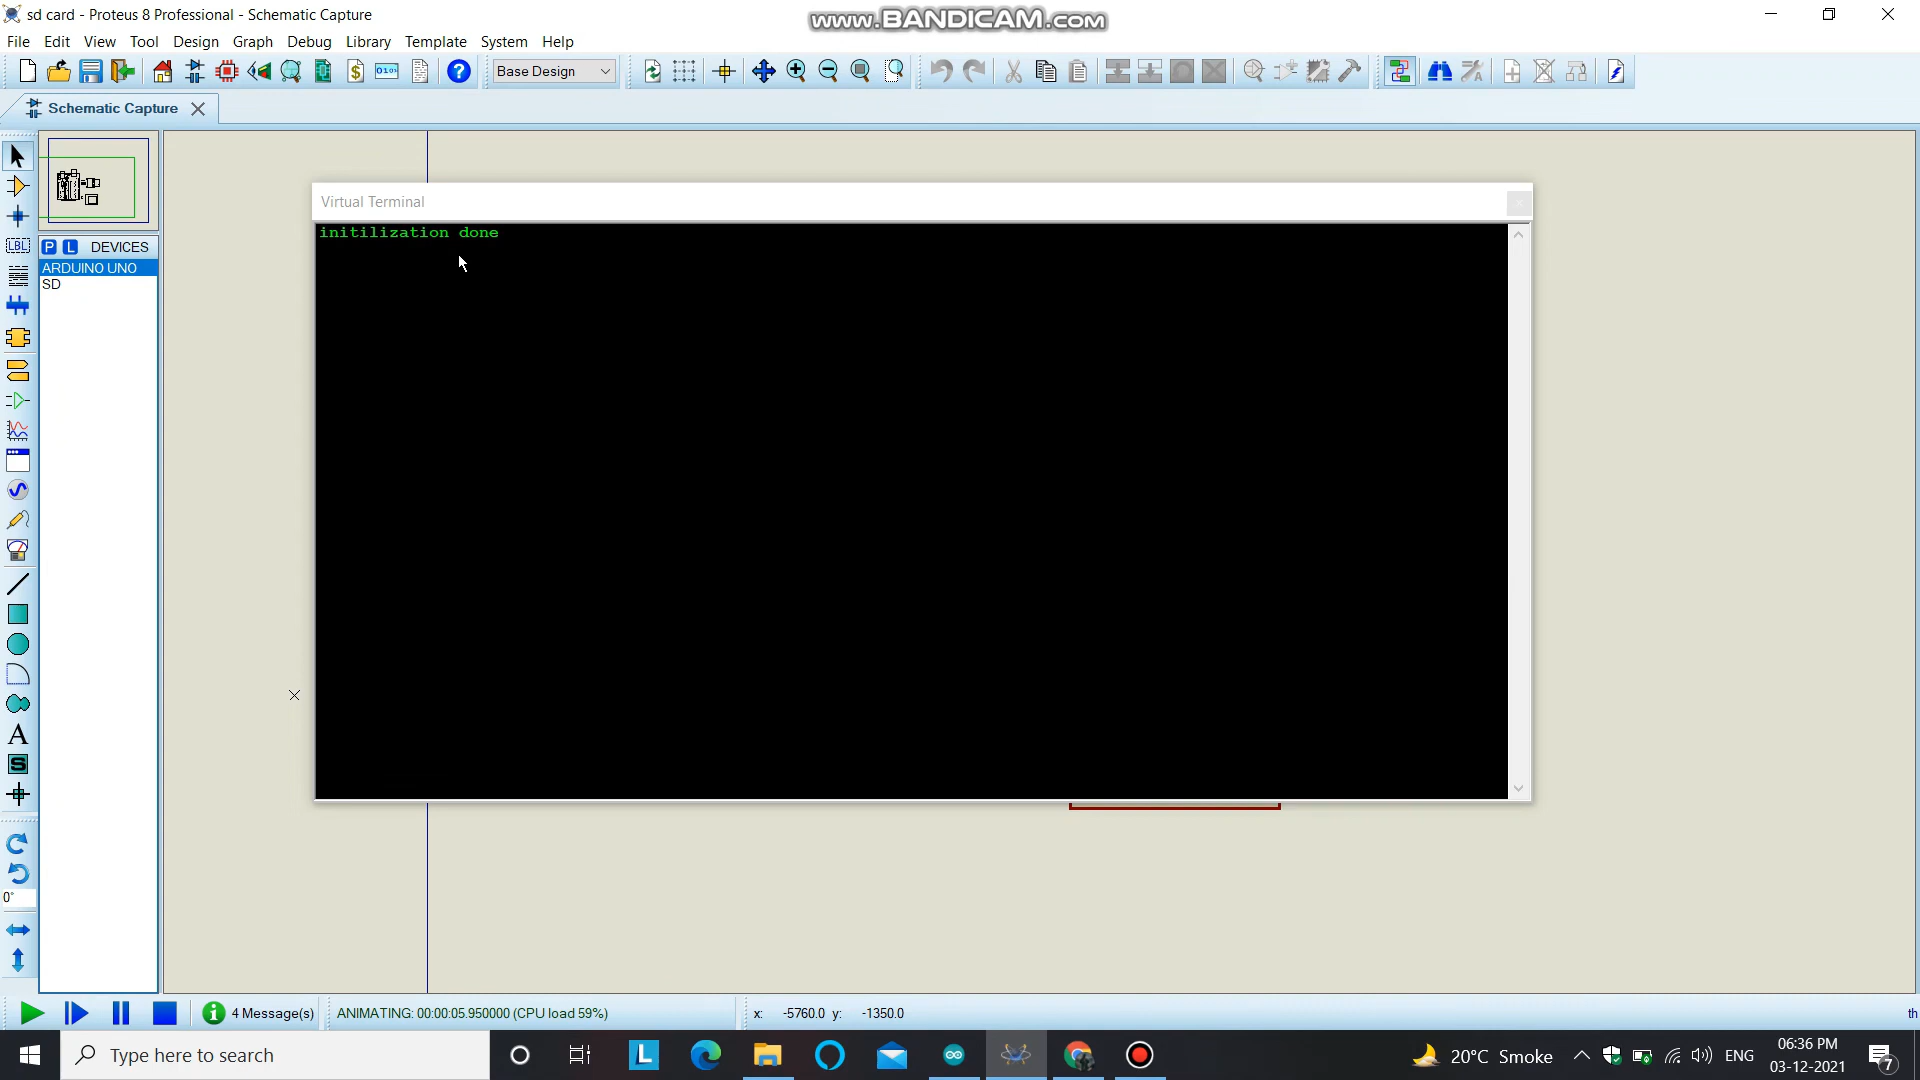 sd card - Proteus 8 Professional - Schematic Capture
www.BANDICAM.com
File Edit View Tool Design Graph Debug Library Template System Help
Base Design
Schematic Capture
P L DEVICES
ARDUINO UNO
SD
Virtual Terminal
initilization done
LBL
A
S
0°
4 Message(s)
ANIMATING: 00:00:05.950000 (CPU load 59%)
x: -5760.0 y: -1350.0
th
Type here to search
L
20°C Smoke
ENG
06:36 PM
03-12-2021
7